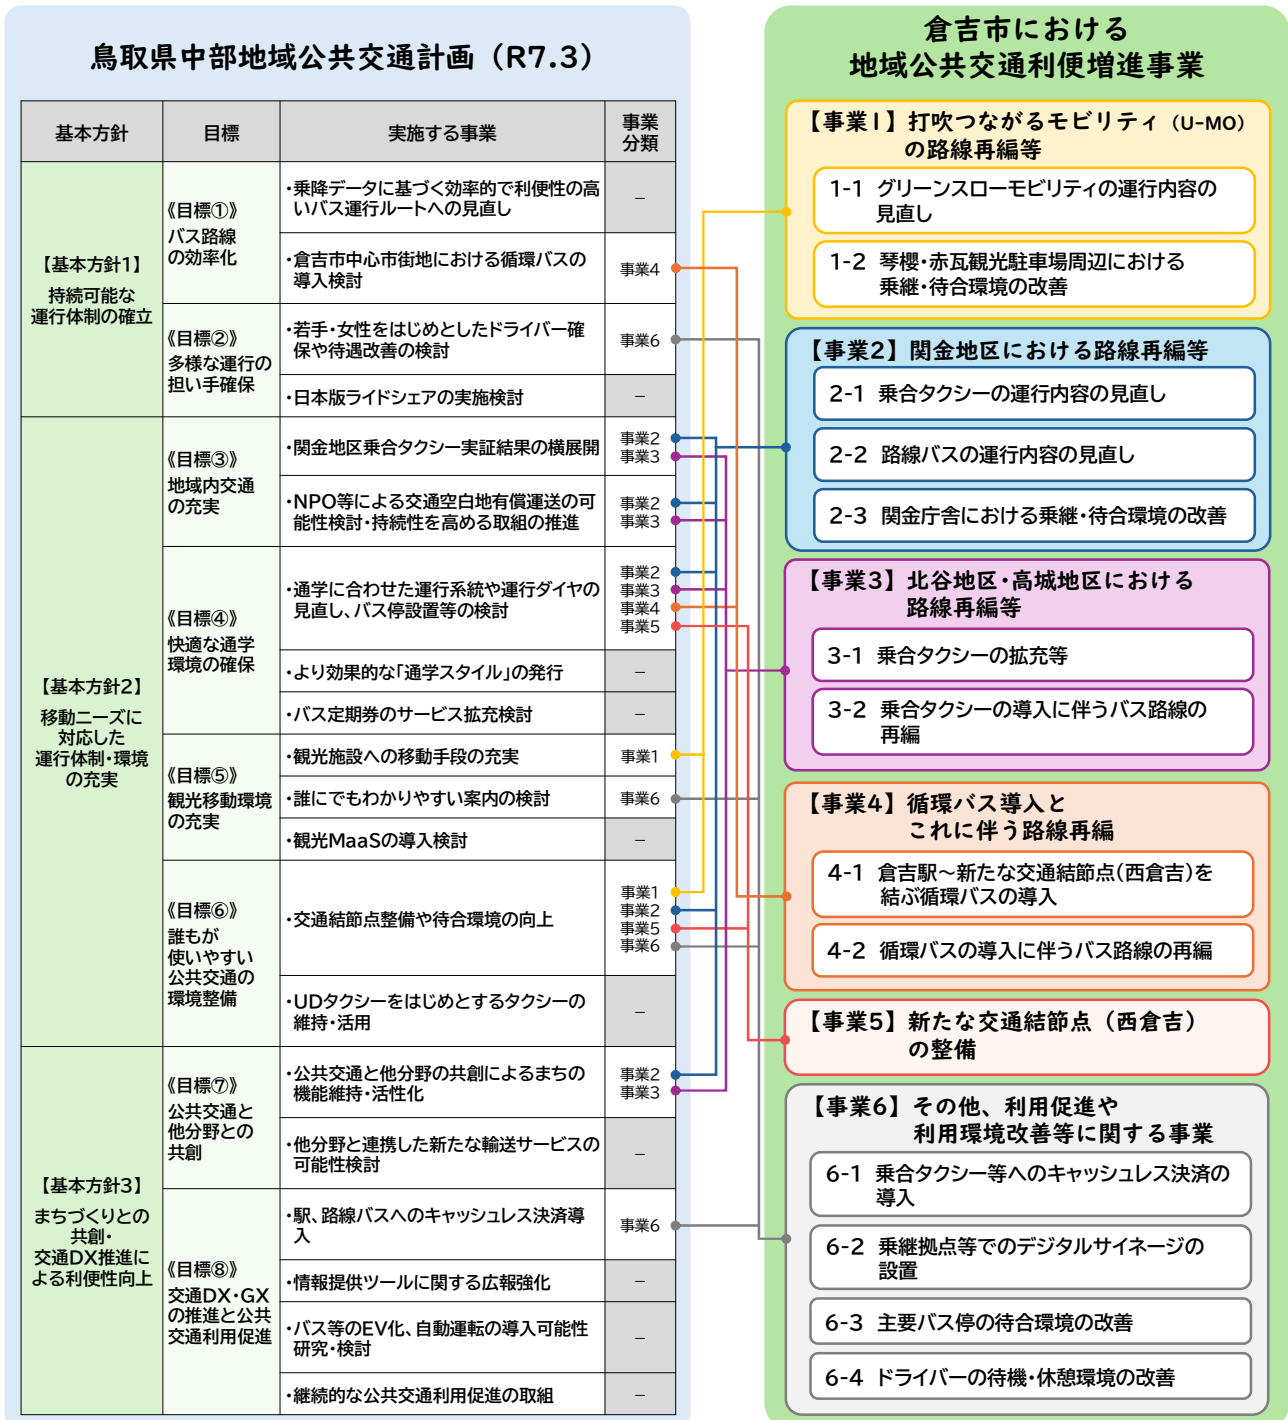 鳥取県中部地域公共交通計画（R7.3）
基本方針
目標
実施する事業
事業
分類
【基本方針1】
持続可能な
運行体制の確立
《目標①》
バス路線
の効率化
・乗降データに基づく効率的で利便性の高
いバス運行ルートへの見直し
－
・倉吉市中心市街地における循環バスの
導入検討
事業4
《目標②》
多様な運行の
担い手確保
・若手・女性をはじめとしたドライバー確
保や待遇改善の検討
事業6
・日本版ライドシェアの実施検討
－
【基本方針2】
移動ニーズに
対応した
運行体制・環境
の充実
《目標③》
地域内交通
の充実
・関金地区乗合タクシー実証結果の横展開
事業2
事業3
・NPO等による交通空白地有償運送の可
能性検討・持続性を高める取組の推進
事業2
事業3
《目標④》
快適な通学
環境の確保
・通学に合わせた運行系統や運行ダイヤの
見直し、バス停設置等の検討
事業2
事業3
事業4
事業5
・より効果的な「通学スタイル」の発行
－
・バス定期券のサービス拡充検討
－
《目標⑤》
観光移動環境
の充実
・観光施設への移動手段の充実
事業1
・誰にでもわかりやすい案内の検討
事業6
・観光MaaSの導入検討
－
《目標⑥》
誰もが
使いやすい
公共交通の
環境整備
・交通結節点整備や待合環境の向上
事業1
事業2
事業5
事業6
・UDタクシーをはじめとするタクシーの
維持・活用
－
【基本方針3】
まちづくりとの
共創・
交通DX推進に
よる利便性向上
《目標⑦》
公共交通と
他分野との
共創
・公共交通と他分野の共創によるまちの
機能維持・活性化
事業2
事業3
・他分野と連携した新たな輸送サービスの
可能性検討
－
《目標⑧》
交通DX・GX
の推進と公共
交通利用促進
・駅、路線バスへのキャッシュレス決済導
入
事業6
・情報提供ツールに関する広報強化
－
・バス等のEV化、自動運転の導入可能性
研究・検討
－
・継続的な公共交通利用促進の取組
－
倉吉市における
地域公共交通利便増進事業
【事業1】打吹つながるモビリティ（U-MO）
の路線再編等
1-1 グリーンスローモビリティの運行内容の
見直し
1-2 琴櫻・赤瓦観光駐車場周辺における
乗継・待合環境の改善
【事業2】関金地区における路線再編等
2-1 乗合タクシーの運行内容の見直し
2-2 路線バスの運行内容の見直し
2-3 関金庁舎における乗継・待合環境の改善
【事業3】北谷地区・高城地区における
路線再編等
3-1 乗合タクシーの拡充等
3-2 乗合タクシーの導入に伴うバス路線の
再編
【事業4】循環バス導入と
これに伴う路線再編
4-1 倉吉駅～新たな交通結節点（西倉吉）を
結ぶ循環バスの導入
4-2 循環バスの導入に伴うバス路線の再編
【事業5】新たな交通結節点（西倉吉）
の整備
【事業6】その他、利用促進や
利用環境改善等に関する事業
6-1 乗合タクシー等へのキャッシュレス決済の
導入
6-2 乗継拠点等でのデジタルサイネージの
設置
6-3 主要バス停の待合環境の改善
6-4 ドライバーの待機・休憩環境の改善